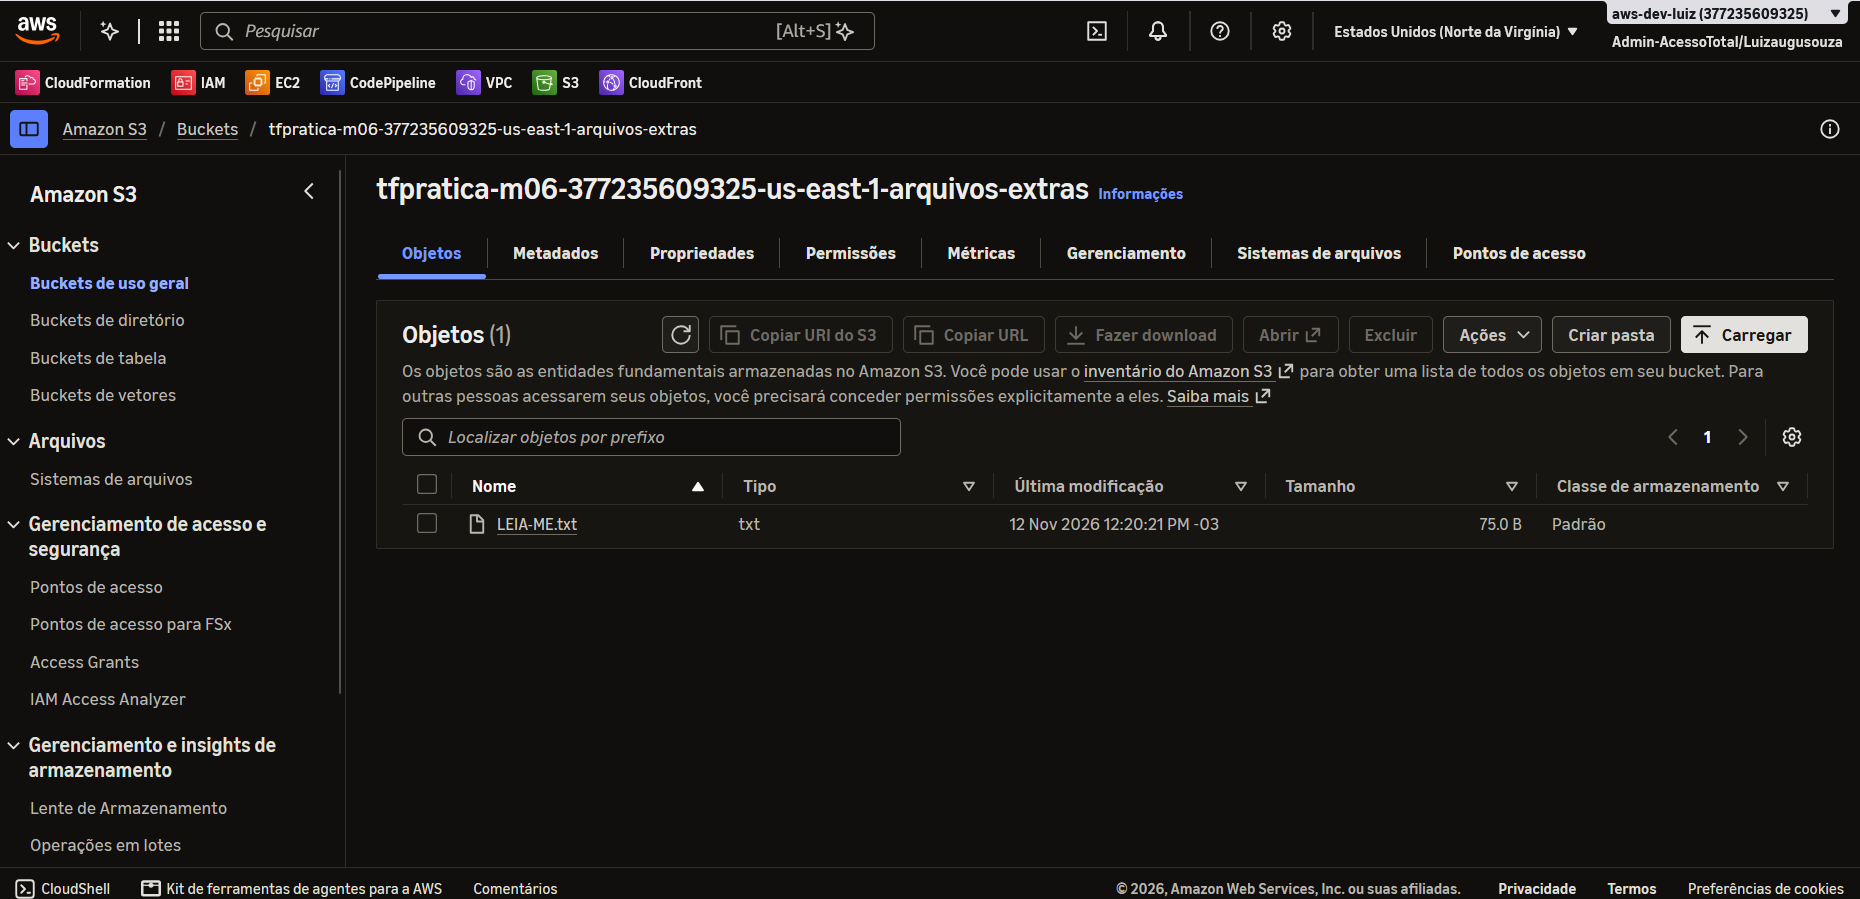 aws
Pesquisar
[Alt+S]
Estados Unidos (Norte da Virgínia)
aws-dev-luiz (377235609325)
Admin-AcessoTotal/Luizaugusouza
CloudFormation
IAM
EC2
CodePipeline
VPC
S3
CloudFront
Amazon S3 / Buckets / tfpratica-m06-377235609325-us-east-1-arquivos-extras
Amazon S3
Buckets
Buckets de uso geral
Buckets de diretório
Buckets de tabela
Buckets de vetores
Arquivos
Sistemas de arquivos
Gerenciamento de acesso e
segurança
Pontos de acesso
Pontos de acesso para FSx
Access Grants
IAM Access Analyzer
Gerenciamento e insights de
armazenamento
Lente de Armazenamento
Operações em lotes
tfpratica-m06-377235609325-us-east-1-arquivos-extras Informações
Objetos
Metadados
Propriedades
Permissões
Métricas
Gerenciamento
Sistemas de arquivos
Pontos de acesso
Objetos (1)
Copiar URI do S3
Copiar URL
Fazer download
Abrir
Excluir
Ações
Criar pasta
Carregar
Os objetos são as entidades fundamentais armazenadas no Amazon S3. Você pode usar o inventário do Amazon S3 para obter uma lista de todos os objetos em seu bucket. Para
outras pessoas acessarem seus objetos, você precisará conceder permissões explicitamente a eles. Saiba mais
Localizar objetos por prefixo
1
Nome
Tipo
Última modificação
Tamanho
Classe de armazenamento
LEIA-ME.txt
txt
12 Nov 2026 12:20:21 PM -03
75.0 B
Padrão
CloudShell
Kit de ferramentas de agentes para a AWS
Comentários
© 2026, Amazon Web Services, Inc. ou suas afiliadas.
Privacidade
Termos
Preferências de cookies